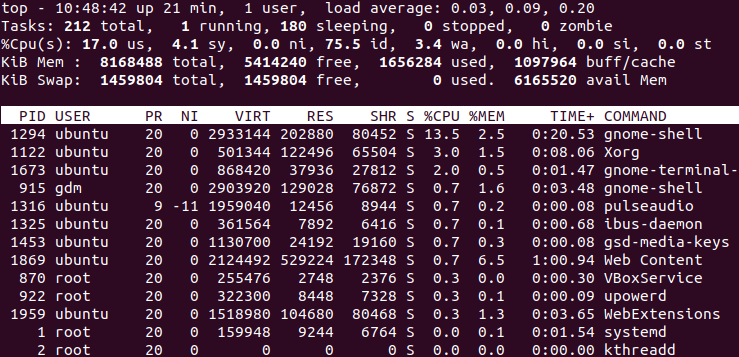 top - 10:48:42 up 21 min,  1 user,  load average: 0.03, 0.09, 0.20
Tasks: 212 total,   1 running, 180 sleeping,   0 stopped,   0 zombie
%Cpu(s): 17.0 us,  4.1 sy,  0.0 ni, 75.5 id,  3.4 wa,  0.0 hi,  0.0 si,  0.0 st
KiB Mem :  8168488 total,  5414240 free,  1656284 used,  1097964 buff/cache
KiB Swap:  1459804 total,  1459804 free,        0 used.  6165520 avail Mem
PID USER      PR  NI    VIRT    RES    SHR S %CPU %MEM     TIME+ COMMAND
1294 ubuntu    20   0 2933144 202880  80452 S 13.5  2.5   0:20.53 gnome-shell
1122 ubuntu    20   0  501344 122496  65504 S  3.0  1.5   0:08.06 Xorg
1673 ubuntu    20   0  868420  37936  27812 S  2.0  0.5   0:01.47 gnome-terminal-
915 gdm       20   0 2903920 129028  76872 S  0.7  1.6   0:03.48 gnome-shell
1316 ubuntu     9 -11 1959040  12456   8944 S  0.7  0.2   0:00.08 pulseaudio
1325 ubuntu    20   0  361564   7892   6416 S  0.7  0.1   0:00.68 ibus-daemon
1453 ubuntu    20   0 1130700  24192  19160 S  0.7  0.3   0:00.08 gsd-media-keys
1869 ubuntu    20   0 2124492 529224 172348 S  0.7  6.5   1:00.94 Web Content
870 root      20   0  255476   2748   2376 S  0.3  0.0   0:00.30 VBoxService
922 root      20   0  322300   8448   7328 S  0.3  0.1   0:00.09 upowerd
1959 ubuntu    20   0 1518980 104680  80468 S  0.3  1.3   0:03.65 WebExtensions
1 root      20   0  159948   9244   6764 S  0.0  0.1   0:01.54 systemd
2 root      20   0       0      0      0 S  0.0  0.0   0:00.00 kthreadd